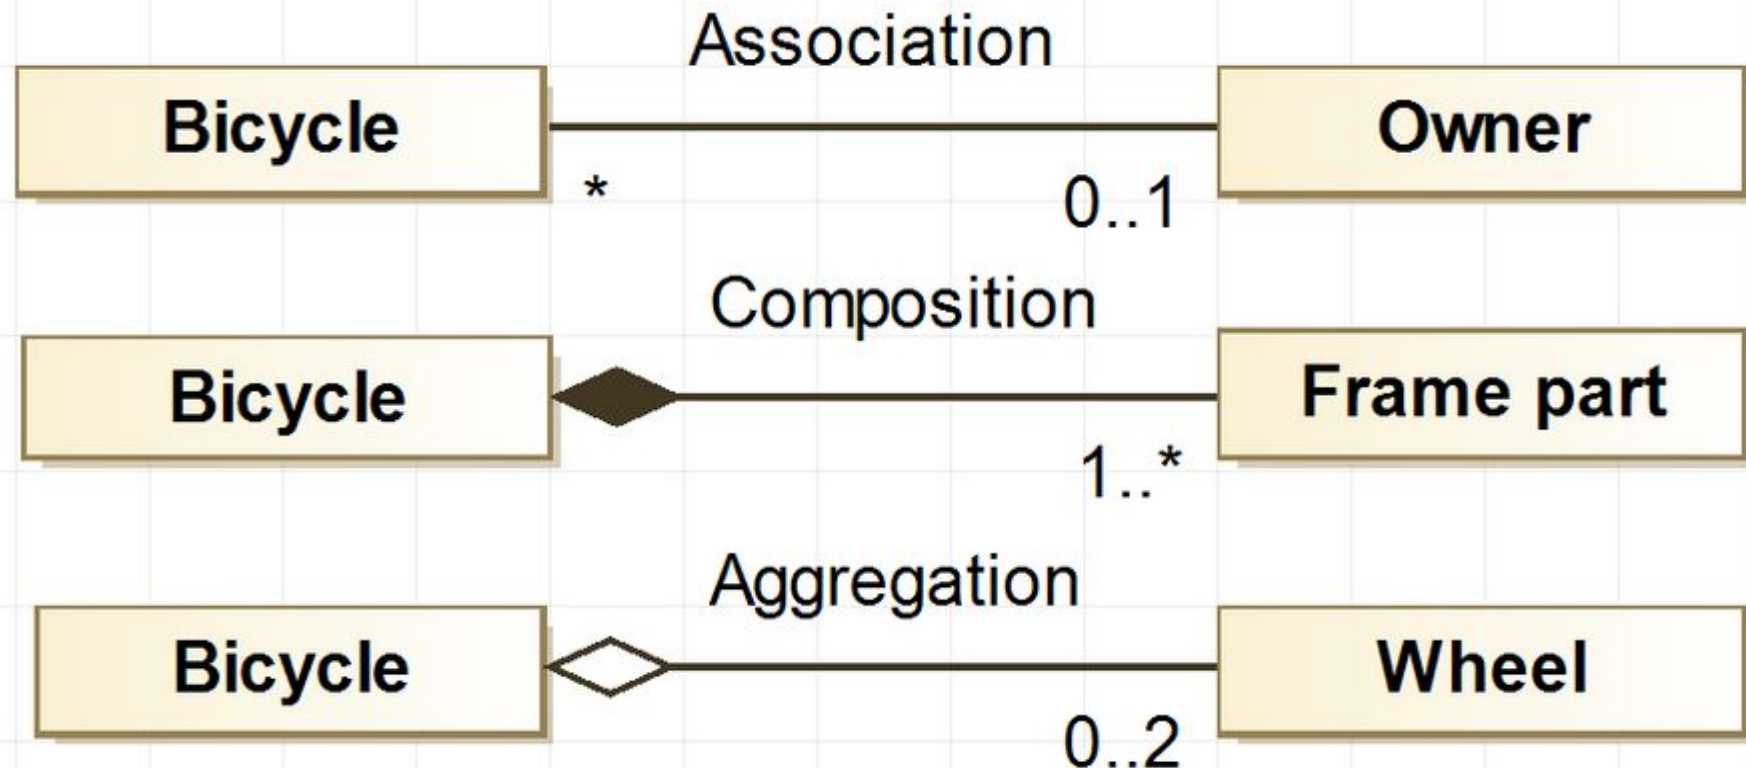 Association
Bicycle
Owner
*
0..1
Composition
Bicycle
Frame part
1..*
Aggregation
Bicycle
Wheel
0..2